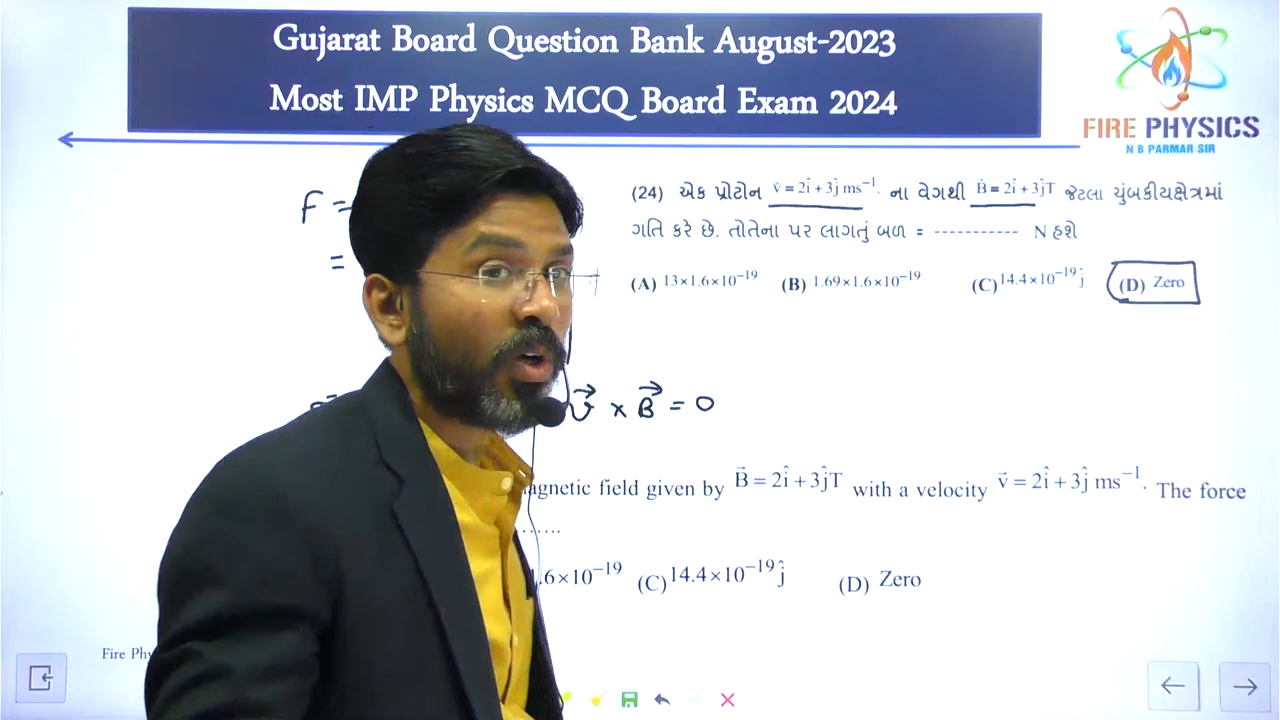 Gujarat Board Question Bank August-2023
Most IMP Physics MCQ Board Exam 2024
FIRE PHYSICS
N B PARMAR SIR
F =
=
(24) એક પ્રોટોન v = 2î + 3ĵ ms⁻¹. ના વેગથી B = 2î + 3ĵT જેટલા ચુંબકીયક્ષેત્રમાં
ગતિ કરે છે. તોતેના પર લાગતું બળ = ----------- N હશે
(A) 13×1.6×10⁻¹⁹ (B) 1.69×1.6×10⁻¹⁹ (C) 14.4×10⁻¹⁹ ĵ (D) Zero
v⃗ × B⃗ = 0
agnetic field given by B⃗ = 2î + 3ĵT with a velocity v⃗ = 2î + 3ĵ ms⁻¹. The force
......
.6×10⁻¹⁹ (C) 14.4×10⁻¹⁹ ĵ (D) Zero
Fire Phy